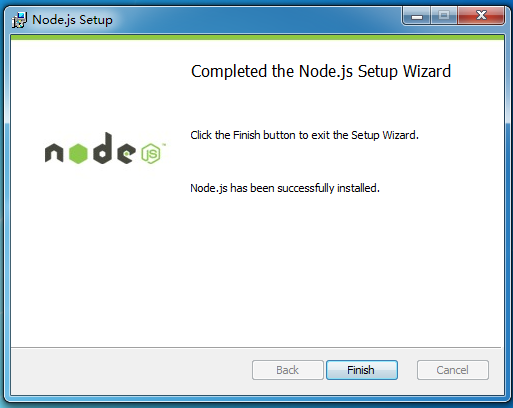 Node.js Setup
Completed the Node.js Setup Wizard
node
JS
™
Click the Finish button to exit the Setup Wizard.
Node.js has been successfully installed.
Back
Finish
Cancel